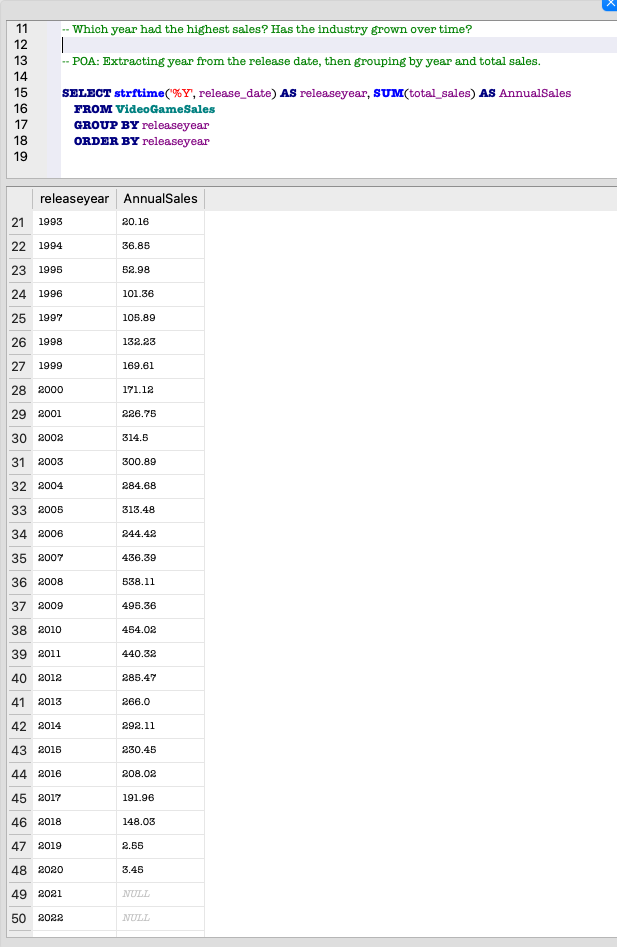 11 -- Which year had the highest sales? Has the industry grown over time?
12
13 -- POA: Extracting year from the release date, then grouping by year and total sales.
14
15 SELECT strftime('%Y', release_date) AS releaseyear, SUM(total_sales) AS AnnualSales
16 FROM VideoGameSales
17 GROUP BY releaseyear
18 ORDER BY releaseyear
19
releaseyear AnnualSales
21 1993 20.16
22 1994 36.85
23 1995 52.98
24 1996 101.36
25 1997 105.89
26 1998 132.23
27 1999 169.61
28 2000 171.12
29 2001 226.75
30 2002 314.5
31 2003 300.89
32 2004 284.68
33 2005 313.48
34 2006 244.42
35 2007 436.39
36 2008 538.11
37 2009 495.36
38 2010 454.02
39 2011 440.32
40 2012 285.47
41 2013 266.0
42 2014 292.11
43 2015 230.45
44 2016 208.02
45 2017 191.96
46 2018 148.03
47 2019 2.55
48 2020 3.45
49 2021 NULL
50 2022 NULL